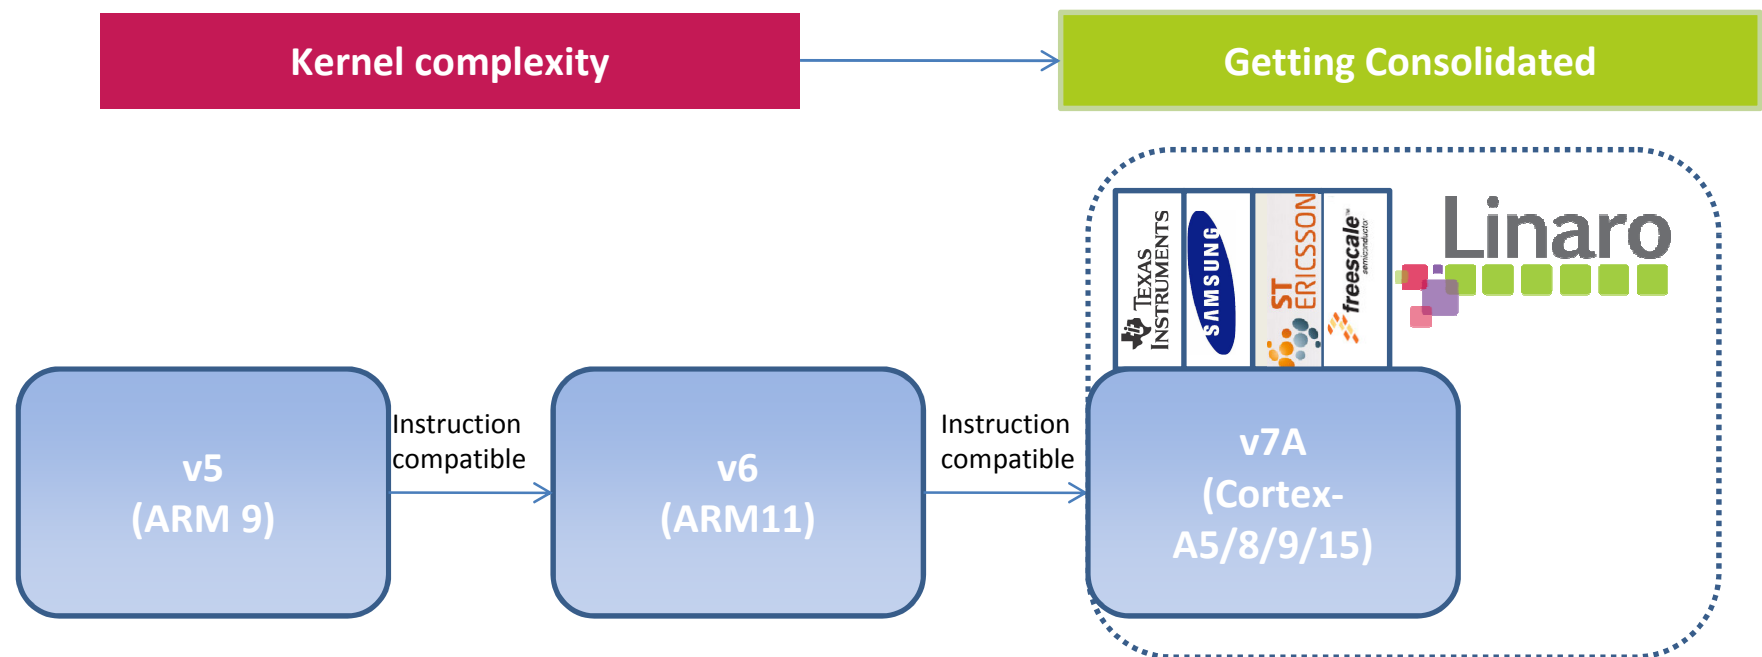 Kernel complexity
Getting Consolidated
TEXAS
INSTRUMENTS
SAMSUNG
ST
ERICSSON
freescale™
semiconductor
Linaro
v5
(ARM 9)
Instruction
compatible
v6
(ARM11)
Instruction
compatible
v7A
(Cortex-
A5/8/9/15)